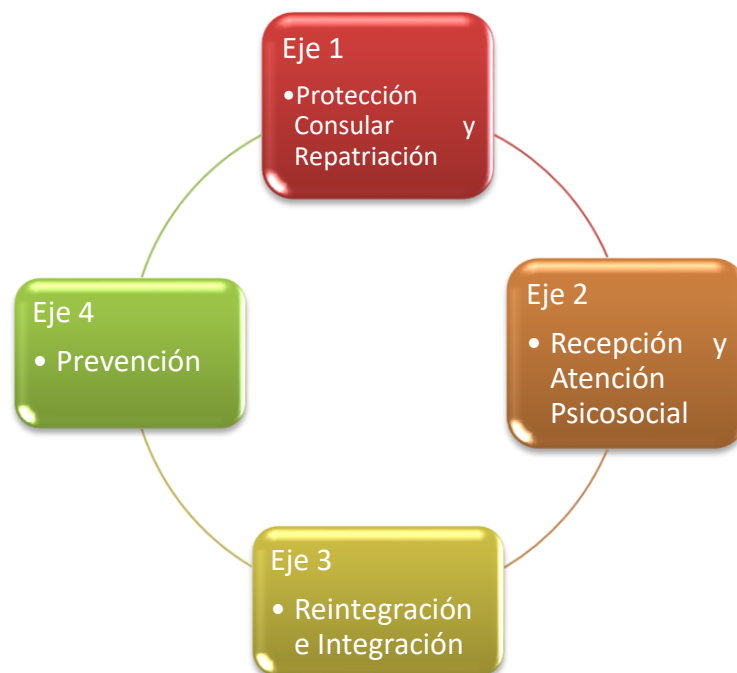 Eje 1
•Protección
Consular y
Repatriación
Eje 2
• Recepción y
Atención
Psicosocial
Eje 3
• Reintegración
e Integración
Eje 4
• Prevención